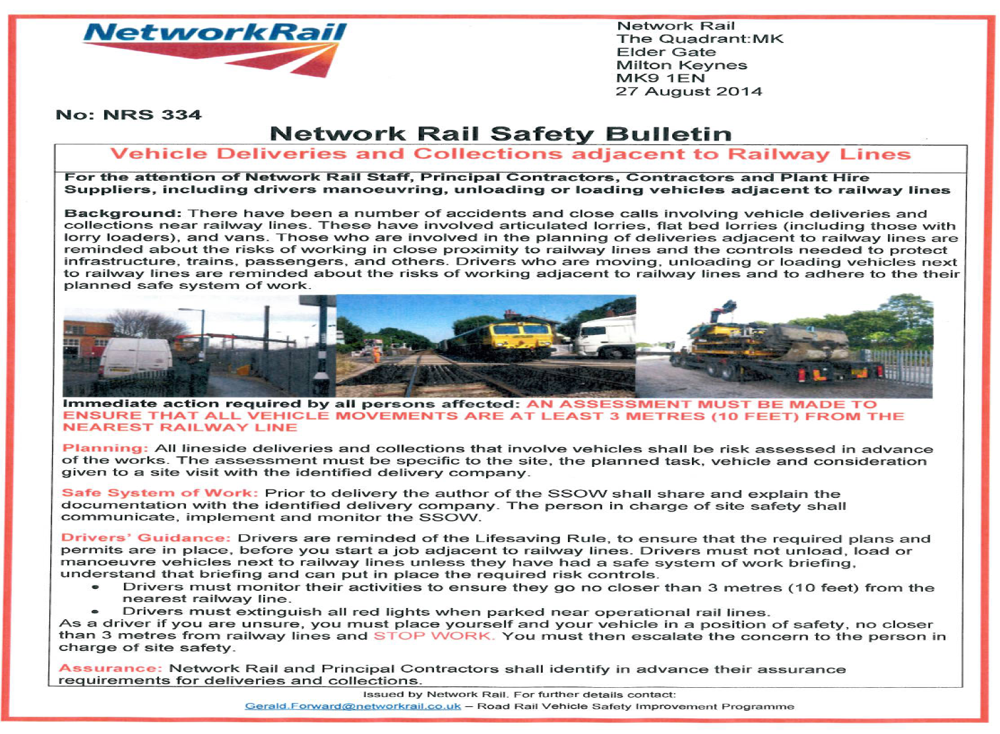 NetworkRail
Network Rail
The Quadrant:MK
Elder Gate
Milton Keynes
MK9 1EN
27 August 2014
No: NRS 334
Network Rail Safety Bulletin
Vehicle Deliveries and Collections adjacent to Railway Lines
For the attention of Network Rail Staff, Principal Contractors, Contractors and Plant Hire
Suppliers, including drivers manoeuvring, unloading or loading vehicles adjacent to railway lines
Background: There have been a number of accidents and close calls involving vehicle deliveries and
collections near railway lines. These have involved articulated lorries, flat bed lorries (including those with
lorry loaders), and vans. Those who are involved in the planning of deliveries adjacent to railway lines are
reminded about the risks of working in close proximity to railway lines and the controls needed to protect
infrastructure, trains, passengers, and others. Drivers who are moving, unloading or loading vehicles next
to railway lines are reminded about the risks of working adjacent to railway lines and to adhere to the their
planned safe system of work.
Immediate action required by all persons affected: AN ASSESSMENT MUST BE MADE TO
ENSURE THAT ALL VEHICLE MOVEMENTS ARE AT LEAST 3 METRES (10 FEET) FROM THE
NEAREST RAILWAY LINE
Planning: All lineside deliveries and collections that involve vehicles shall be risk assessed in advance
of the works. The assessment must be specific to the site, the planned task, vehicle and consideration
given to a site visit with the identified delivery company.
Safe System of Work: Prior to delivery the author of the SSOW shall share and explain the
documentation with the identified delivery company. The person in charge of site safety shall
communicate, implement and monitor the SSOW.
Drivers' Guidance: Drivers are reminded of the Lifesaving Rule, to ensure that the required plans and
permits are in place, before you start a job adjacent to railway lines. Drivers must not unload, load or
manoeuvre vehicles next to railway lines unless they have had a safe system of work briefing,
understand that briefing and can put in place the required risk controls.
• Drivers must monitor their activities to ensure they go no closer than 3 metres (10 feet) from the
nearest railway line.
• Drivers must extinguish all red lights when parked near operational rail lines.
As a driver if you are unsure, you must place yourself and your vehicle in a position of safety, no closer
than 3 metres from railway lines and STOP WORK. You must then escalate the concern to the person in
charge of site safety.
Assurance: Network Rail and Principal Contractors shall identify in advance their assurance
requirements for deliveries and collections.
Issued by Network Rail. For further details contact:
Gerald.Forward@networkrail.co.uk – Road Rail Vehicle Safety Improvement Programme